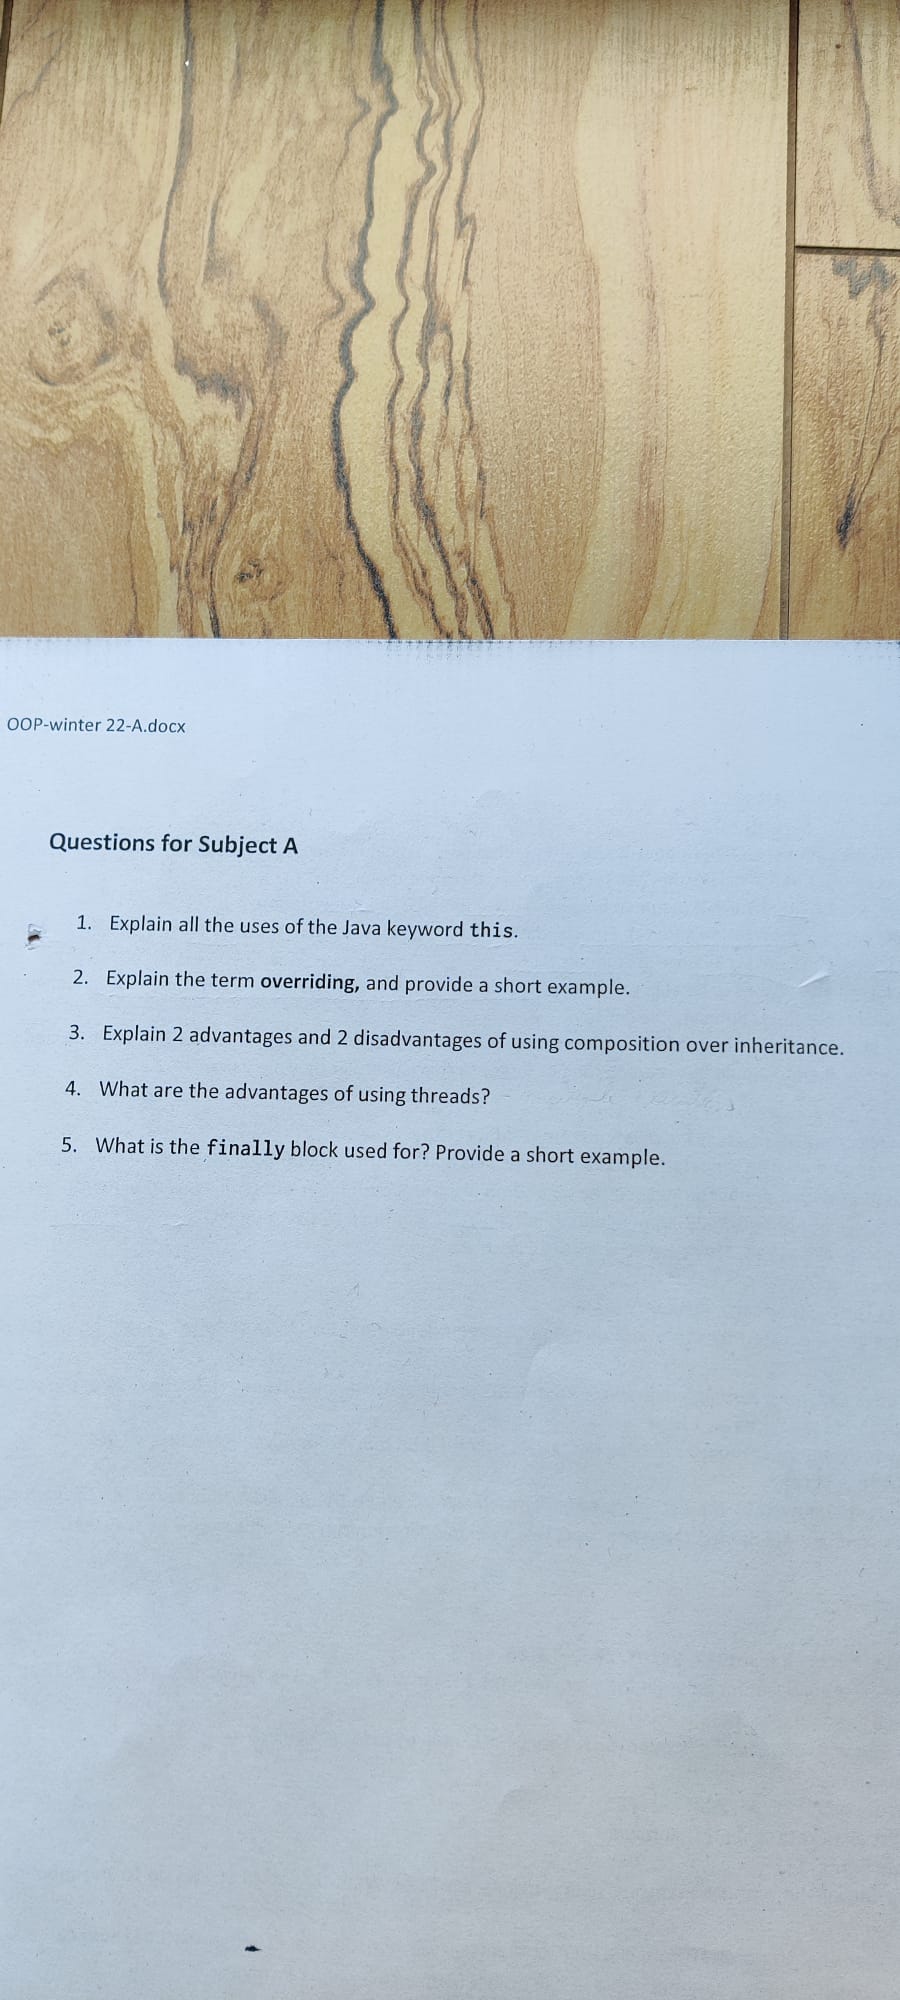 OOP-winter 22-A.docx
Questions for Subject A
1. Explain all the uses of the Java keyword this.
2. Explain the term overriding, and provide a short example.
3. Explain 2 advantages and 2 disadvantages of using composition over inheritance.
4. What are the advantages of using threads?
5. What is the finally block used for? Provide a short example.